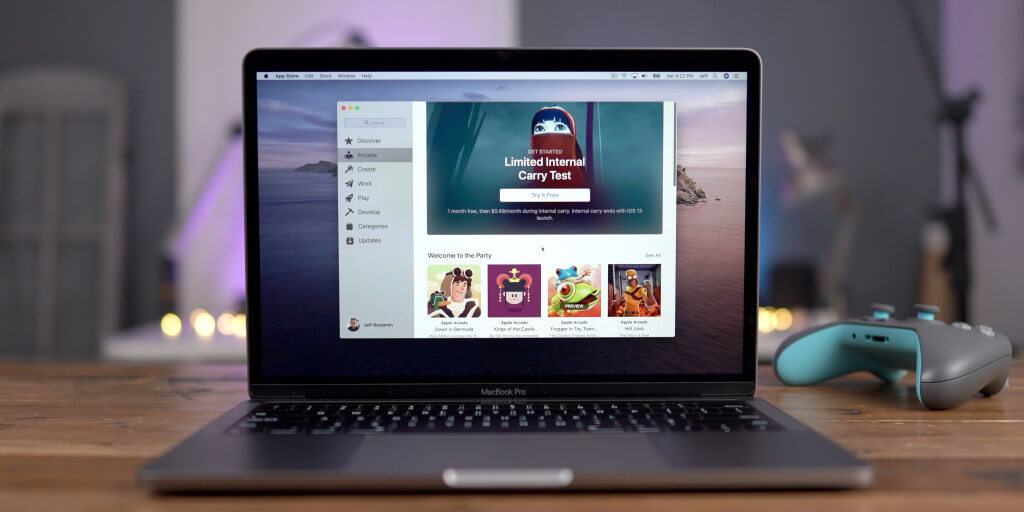 App Store Edit Store Window Help
Sat 4:22 PM Jeff
Search
Discover
Arcade
Create
Work
Play
Develop
Categories
Updates
Jeff Benjamin
GET STARTED
Limited Internal
Carry Test
Try It Free
1 month free, then $0.49/month during internal carry. Internal carry ends with iOS 13
launch.
Welcome to the Party
See All
Apple Arcade
Down in Bermuda
Apple Arcade
Kings of the Castle
PREVIEW
Apple Arcade
Frogger in Toy Town...
Apple Arcade
Hot Lava
MacBook Pro